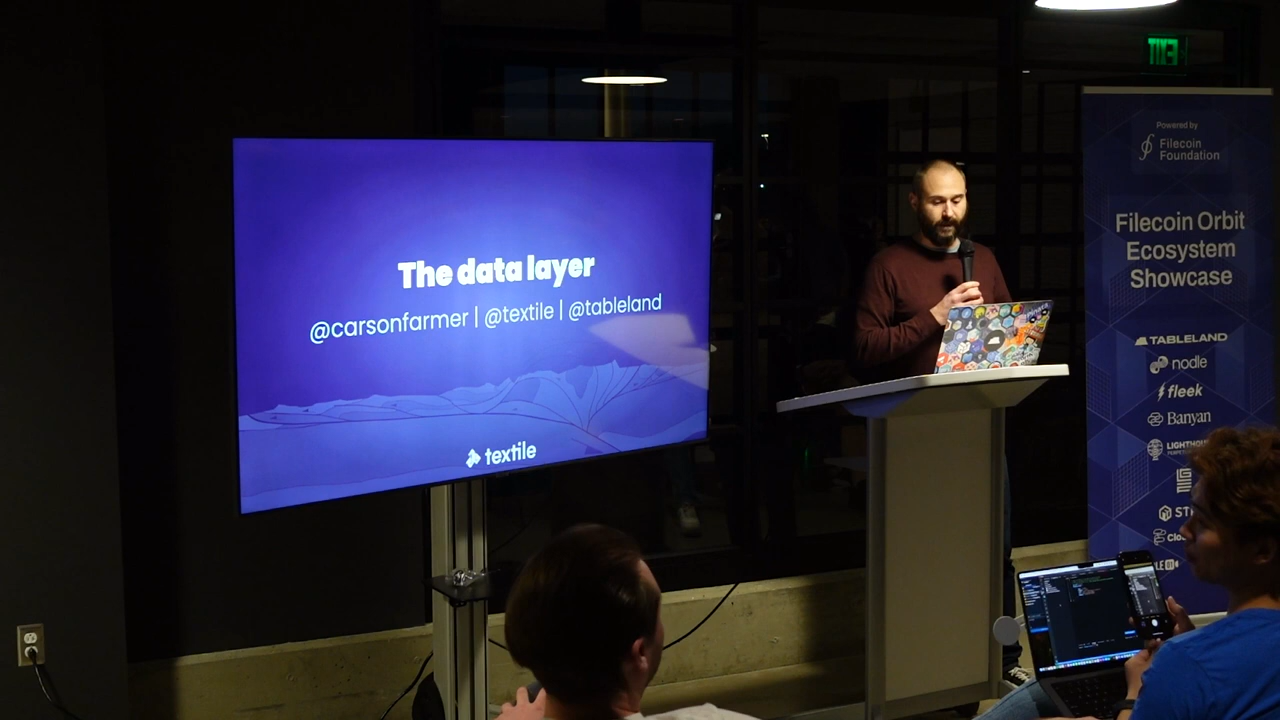 The data layer
@carsonfarmer | @textile | @tableland
textile
EXIT
Powered by
Filecoin
Foundation
Filecoin Orbit
Ecosystem
Showcase
TABLELAND
nodle
fleek
Banyan